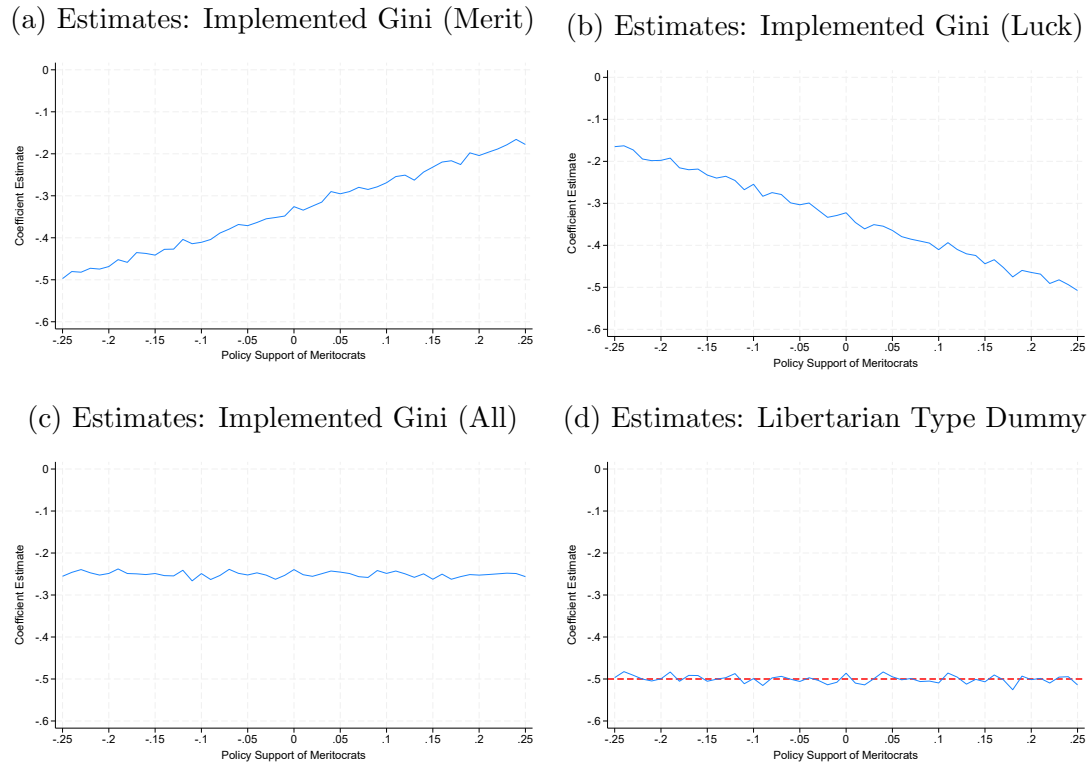 (a) Estimates: Implemented Gini (Merit)
0
-.1
-.2
-.3
-.4
-.5
-.6
Coefficient Estimate
-.25 -.2 -.15 -.1 -.05 0 .05 .1 .15 .2 .25
Policy Support of Meritocrats
(b) Estimates: Implemented Gini (Luck)
0
-.1
-.2
-.3
-.4
-.5
-.6
Coefficient Estimate
-.25 -.2 -.15 -.1 -.05 0 .05 .1 .15 .2 .25
Policy Support of Meritocrats
(c) Estimates: Implemented Gini (All)
0
-.1
-.2
-.3
-.4
-.5
-.6
Coefficient Estimate
-.25 -.2 -.15 -.1 -.05 0 .05 .1 .15 .2 .25
Policy Support of Meritocrats
(d) Estimates: Libertarian Type Dummy
0
-.1
-.2
-.3
-.4
-.5
-.6
Coefficient Estimate
-.25 -.2 -.15 -.1 -.05 0 .05 .1 .15 .2 .25
Policy Support of Meritocrats